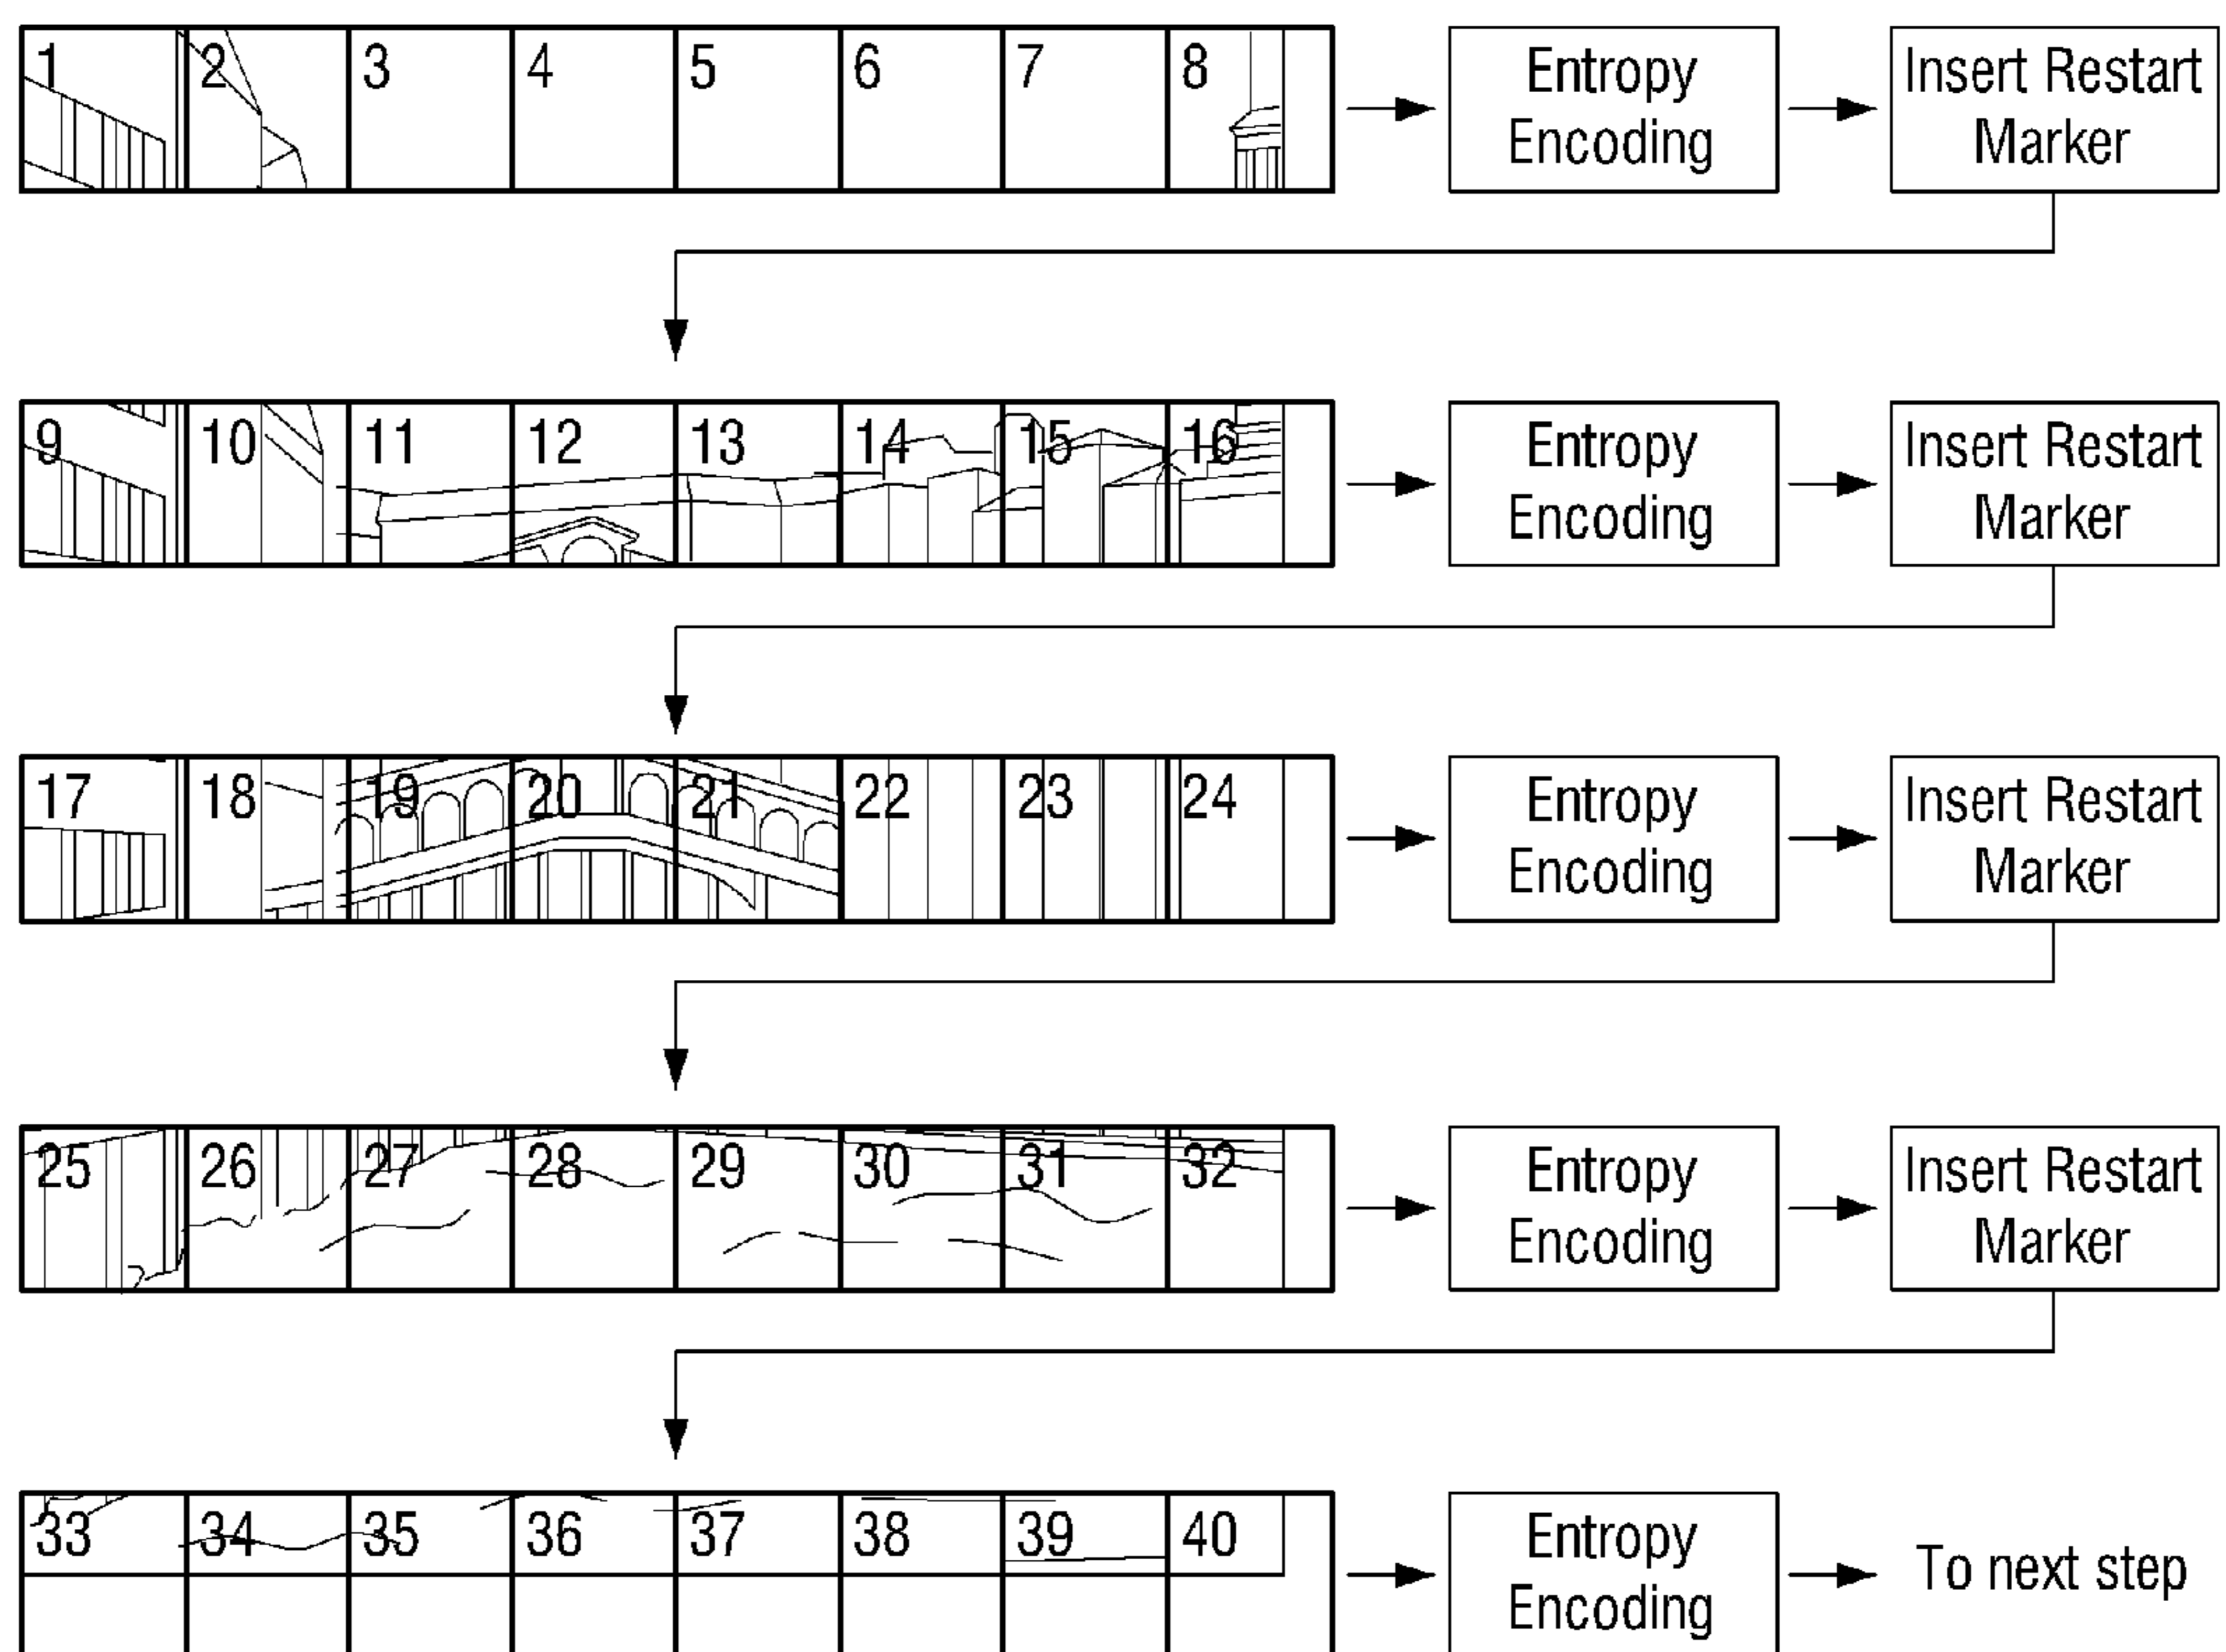 1 2 3 4 5 6 7 8 Entropy Insert Restart
Encoding Marker
9 10 11 12 13 14 15 16 Entropy Insert Restart
Encoding Marker
17 18 19 20 21 22 23 24 Entropy Insert Restart
Encoding Marker
25 26 27 28 29 30 31 32 Entropy Insert Restart
Encoding Marker
33 34 35 36 37 38 39 40 Entropy To next step
Encoding